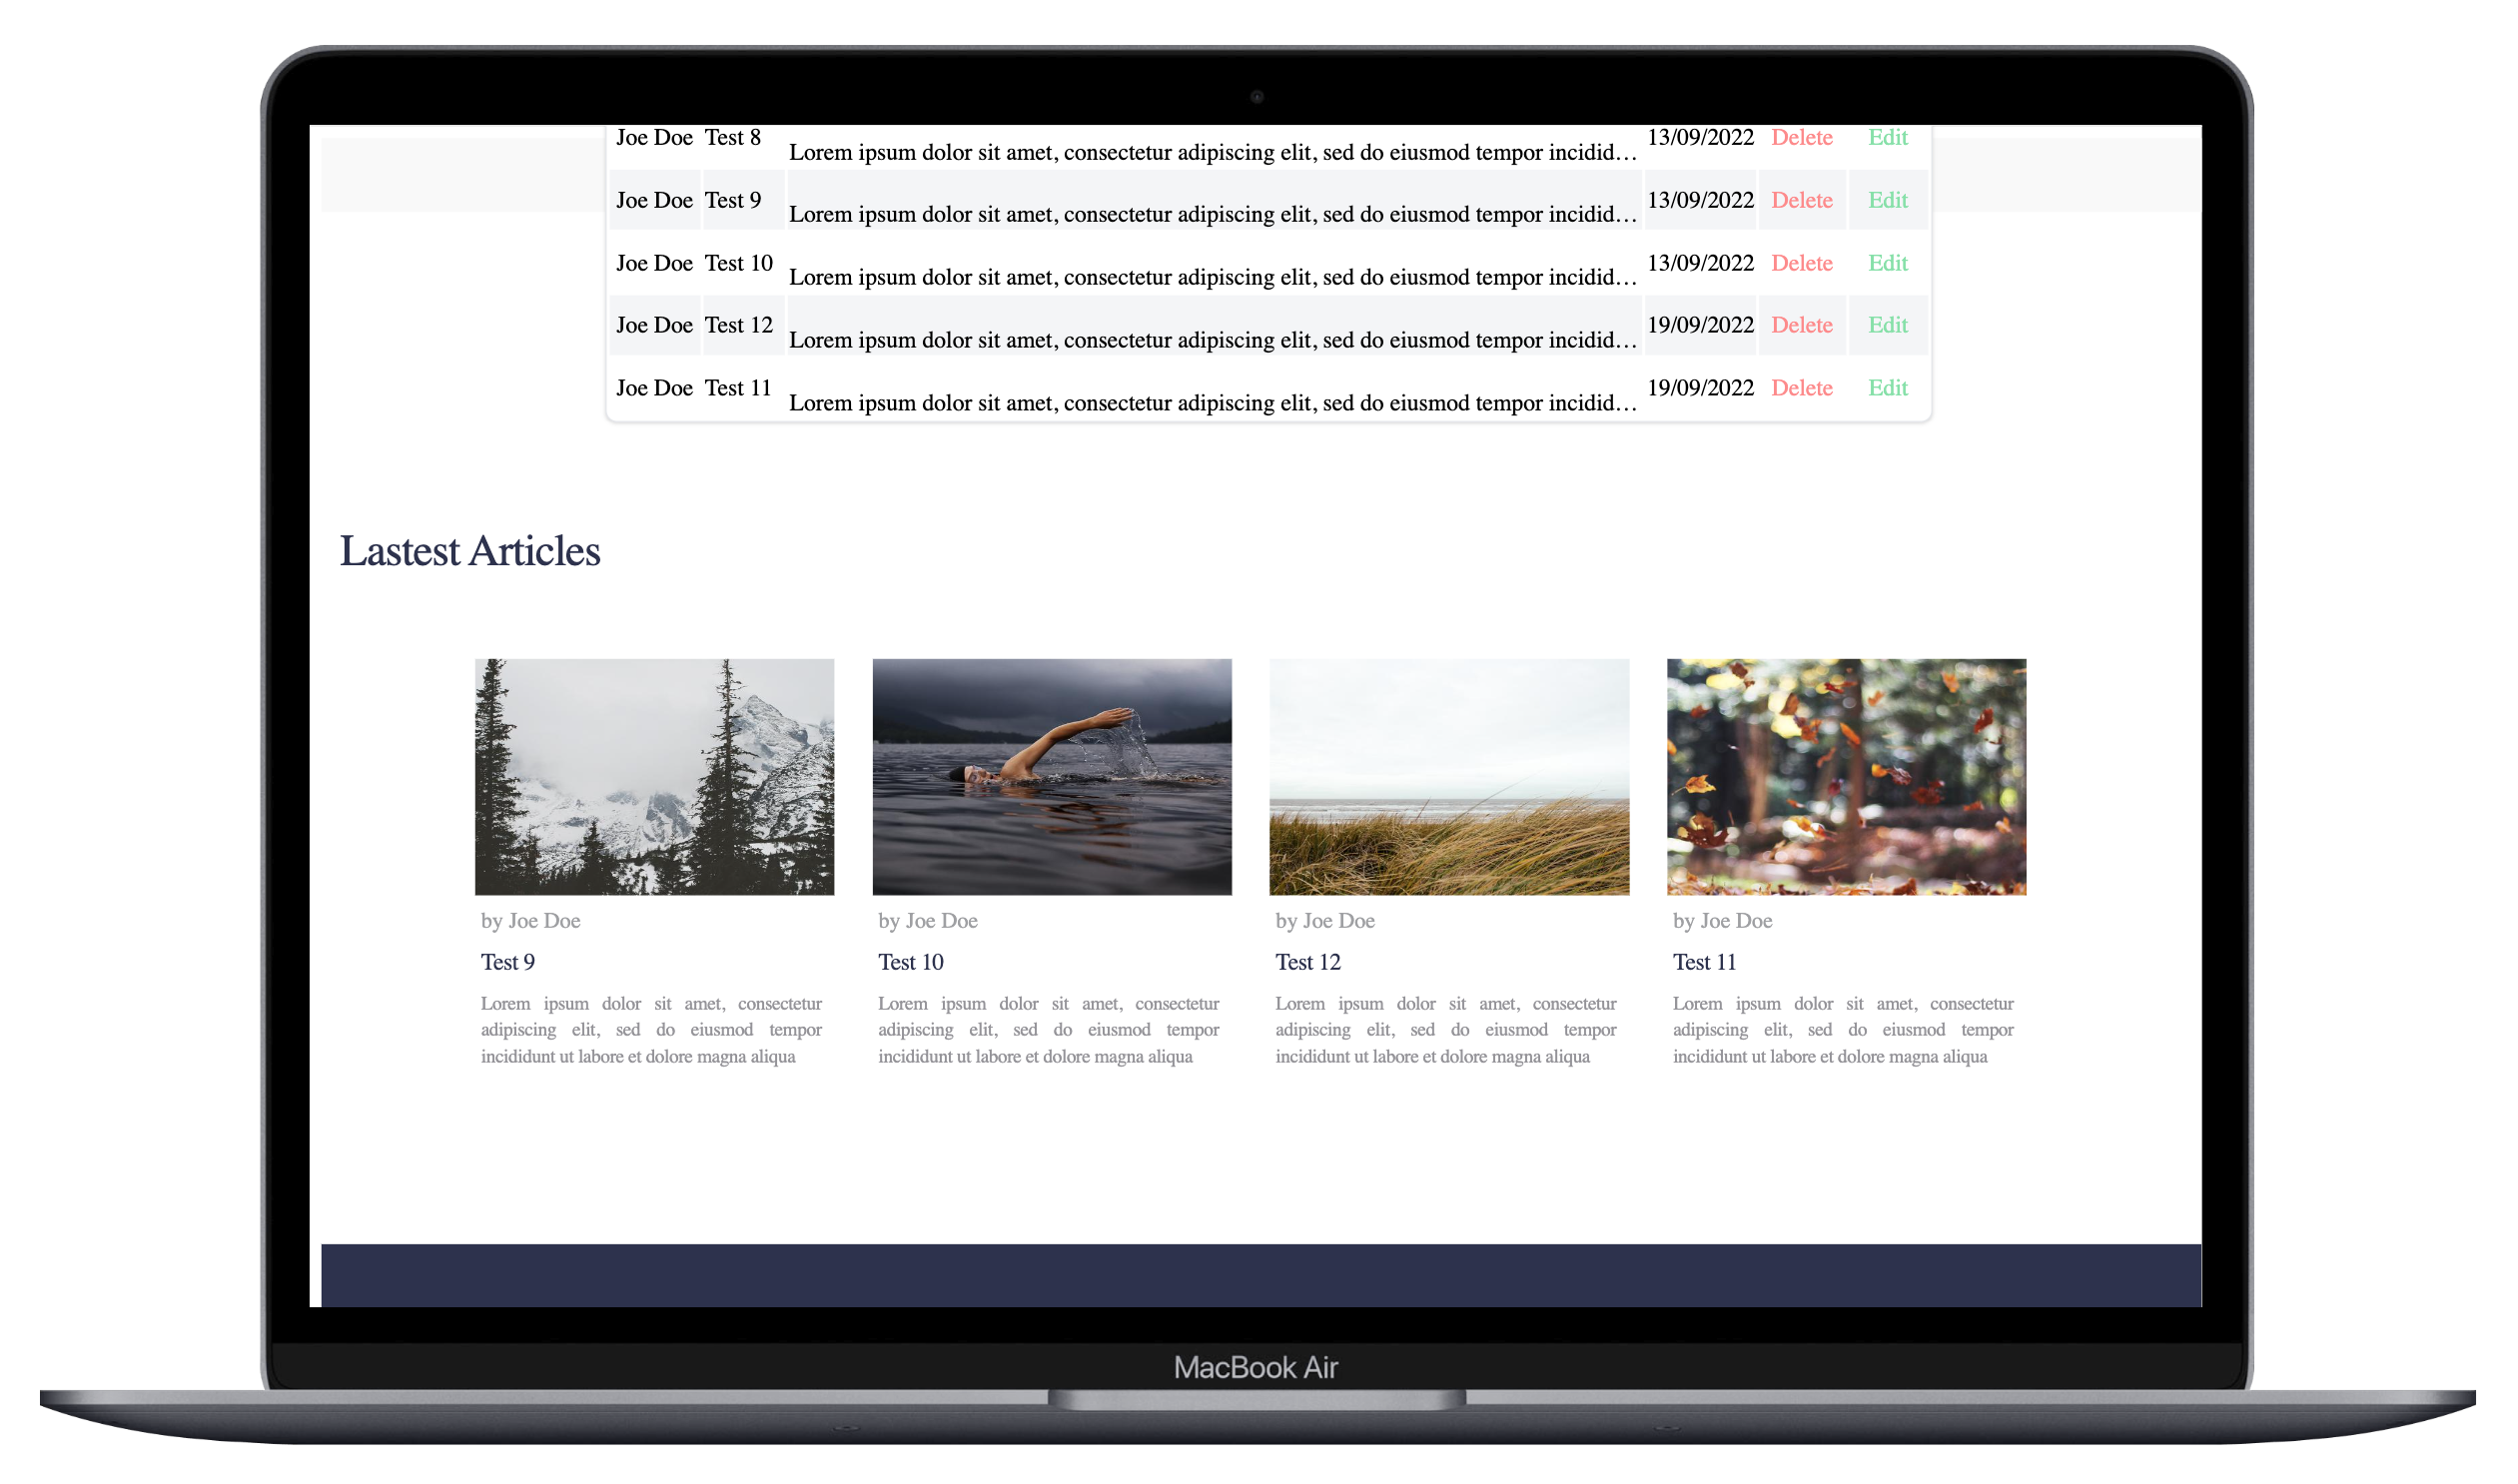 Joe Doe Test 8 Lorem ipsum dolor sit amet, consectetur adipiscing elit, sed do eiusmod tempor incidid… 13/09/2022 Delete Edit
Joe Doe Test 9 Lorem ipsum dolor sit amet, consectetur adipiscing elit, sed do eiusmod tempor incidid… 13/09/2022 Delete Edit
Joe Doe Test 10 Lorem ipsum dolor sit amet, consectetur adipiscing elit, sed do eiusmod tempor incidid… 13/09/2022 Delete Edit
Joe Doe Test 12 Lorem ipsum dolor sit amet, consectetur adipiscing elit, sed do eiusmod tempor incidid… 19/09/2022 Delete Edit
Joe Doe Test 11 Lorem ipsum dolor sit amet, consectetur adipiscing elit, sed do eiusmod tempor incidid… 19/09/2022 Delete Edit
Lastest Articles
by Joe Doe
Test 9
Lorem ipsum dolor sit amet, consectetur
adipiscing elit, sed do eiusmod tempor
incididunt ut labore et dolore magna aliqua
by Joe Doe
Test 10
Lorem ipsum dolor sit amet, consectetur
adipiscing elit, sed do eiusmod tempor
incididunt ut labore et dolore magna aliqua
by Joe Doe
Test 12
Lorem ipsum dolor sit amet, consectetur
adipiscing elit, sed do eiusmod tempor
incididunt ut labore et dolore magna aliqua
by Joe Doe
Test 11
Lorem ipsum dolor sit amet, consectetur
adipiscing elit, sed do eiusmod tempor
incididunt ut labore et dolore magna aliqua
MacBook Air